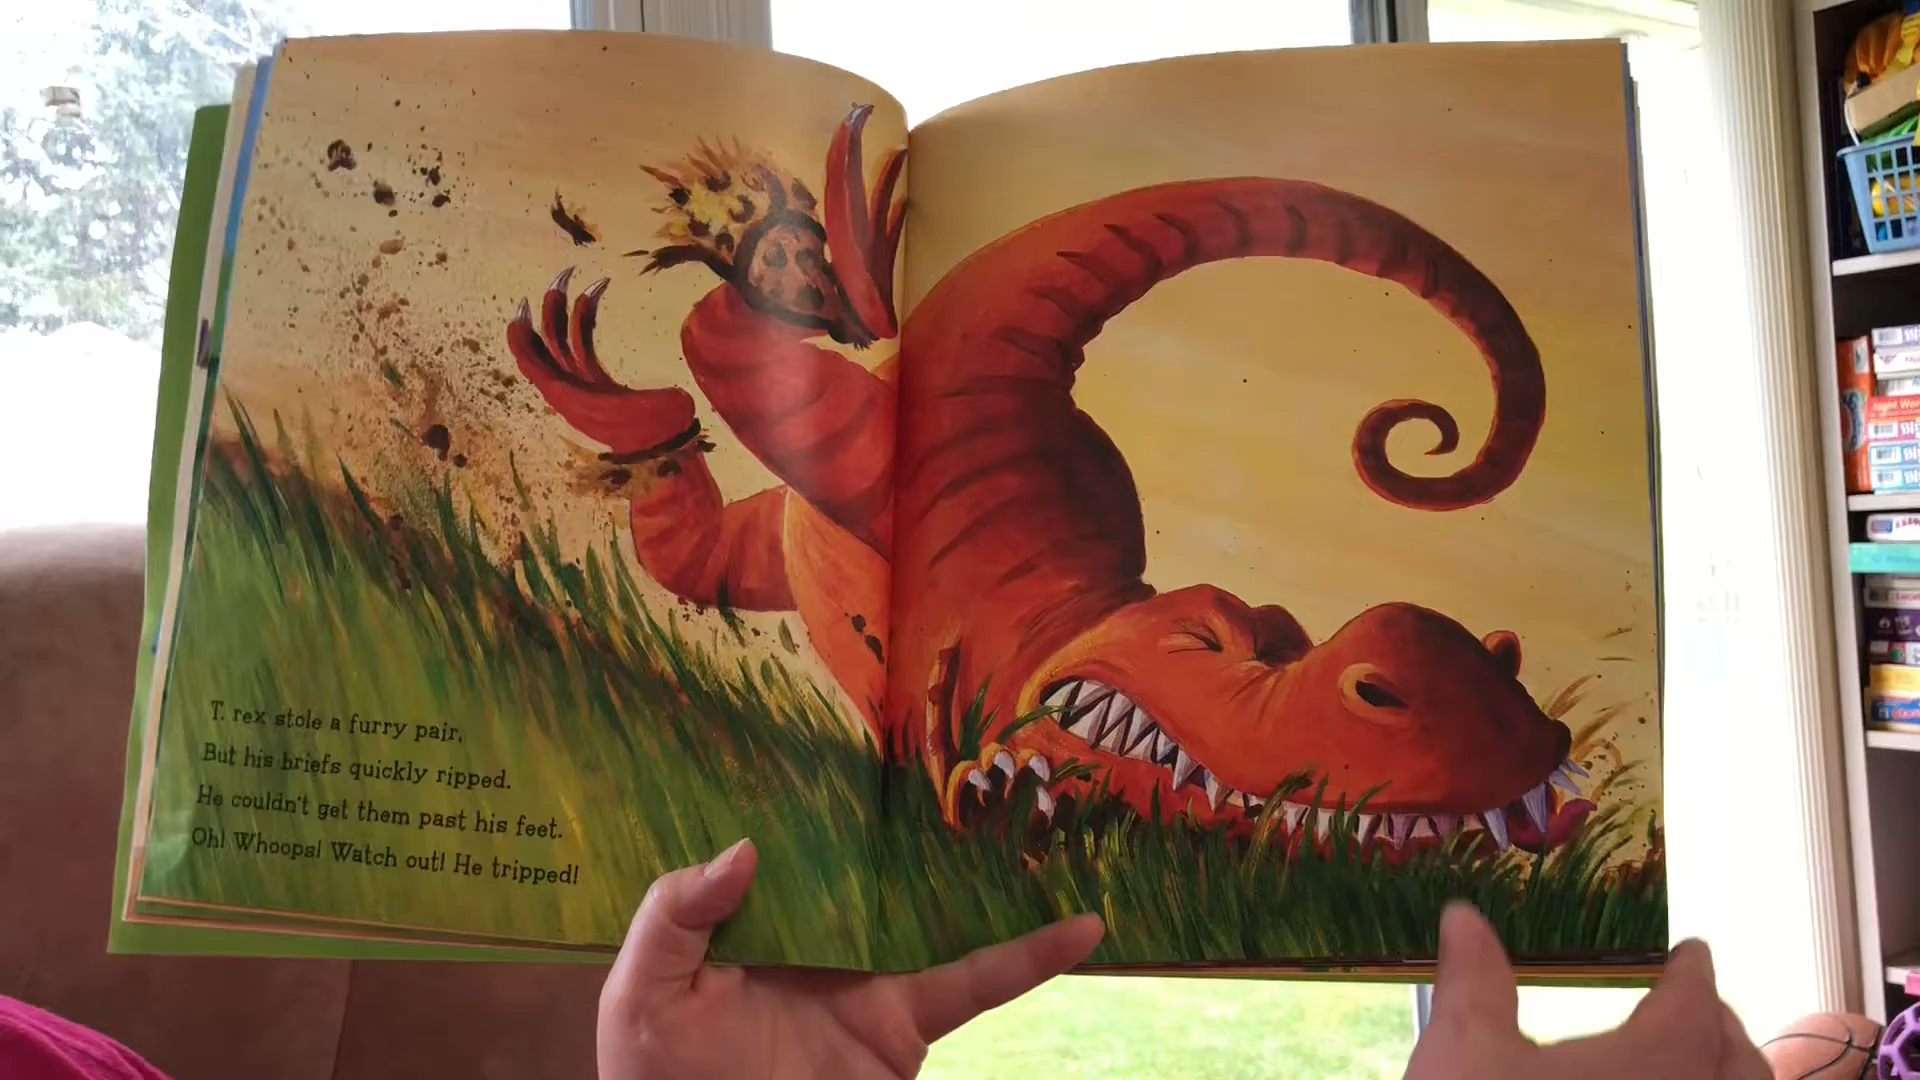 T. rex stole a furry pair,
But his briefs quickly ripped.
He couldn't get them past his feet.
Oh! Whoops! Watch out! He tripped!